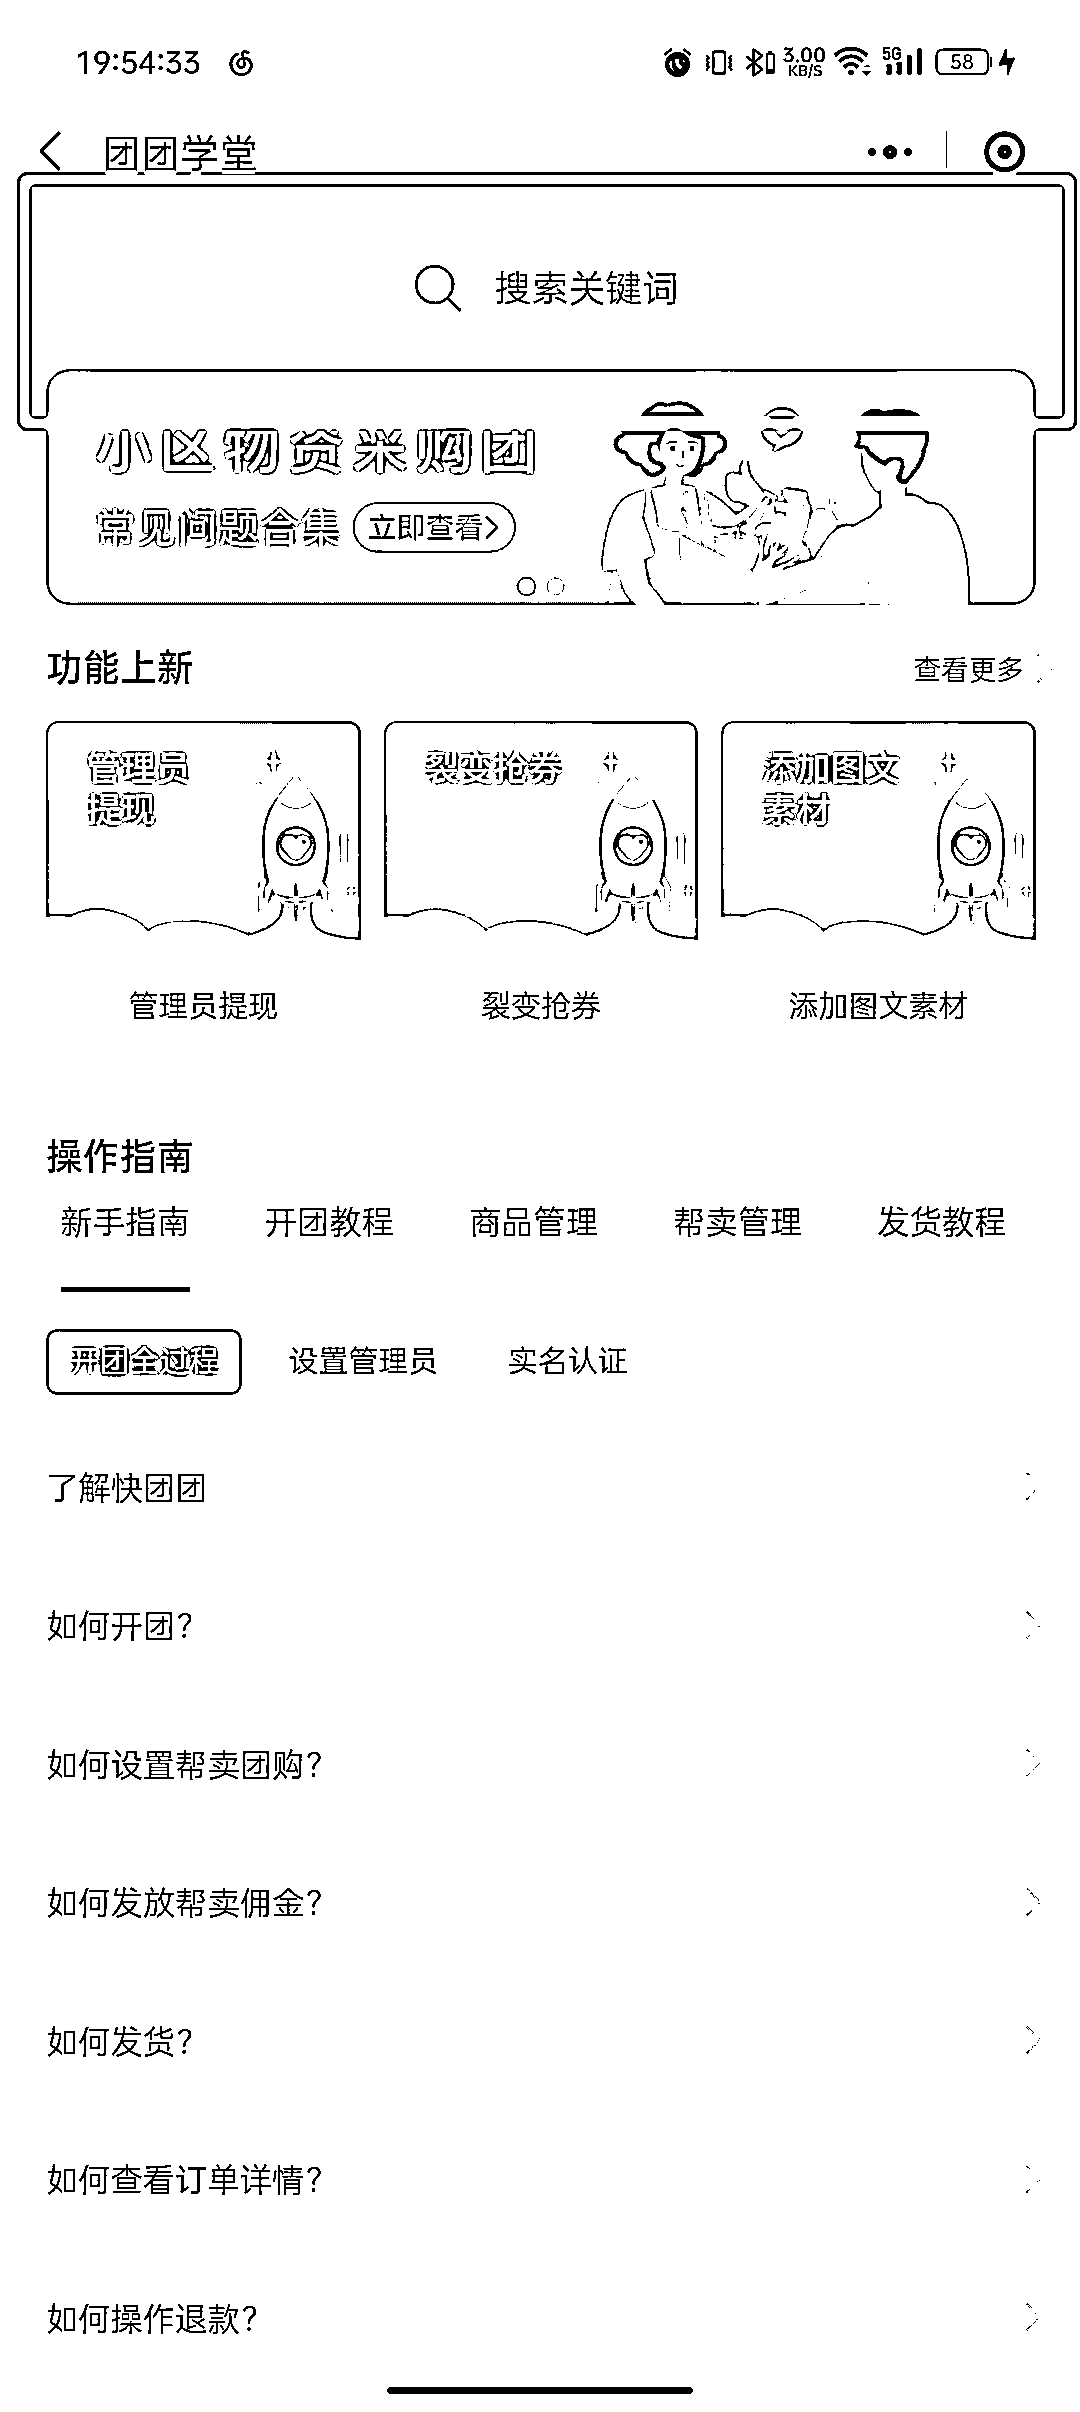 19:54:33
3.00 KB/S 5G 58
团团学堂
搜索关键词
小区物资采购团
常见问题合集 立即查看
功能上新 查看更多
管理员 裂变抢券 添加图文
提现 素材
管理员提现 裂变抢券 添加图文素材
操作指南
新手指南 开团教程 商品管理 帮卖管理 发货教程
开团全过程 设置管理员 实名认证
了解快团团
如何开团?
如何设置帮卖团购?
如何发放帮卖佣金?
如何发货?
如何查看订单详情?
如何操作退款?